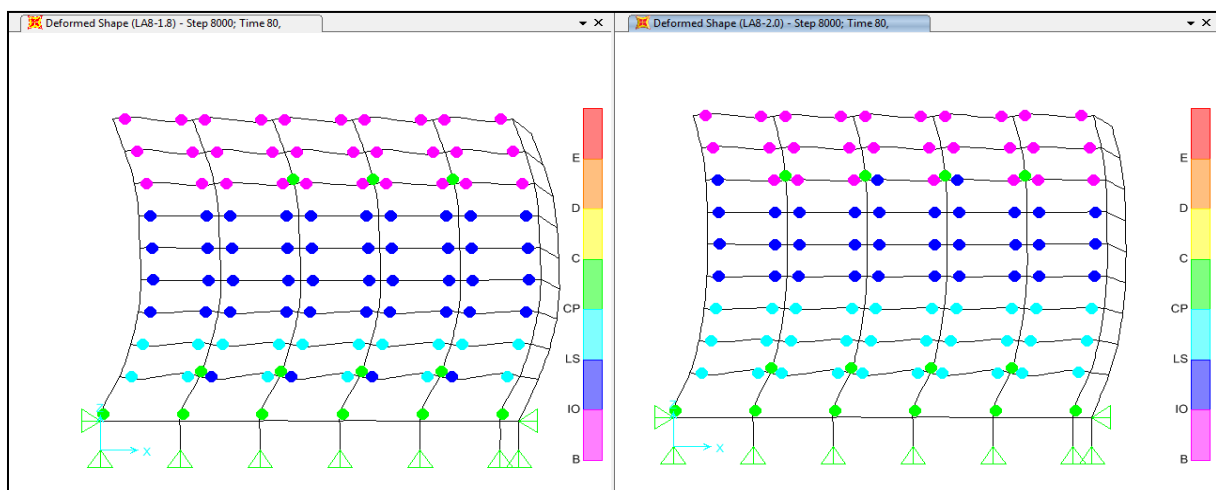 Deformed Shape (LA8-1.8) - Step 8000; Time 80,
E
D
C
CP
LS
IO
B
Z
X
Deformed Shape (LA8-2.0) - Step 8000; Time 80,
E
D
C
CP
LS
IO
B
Z
X